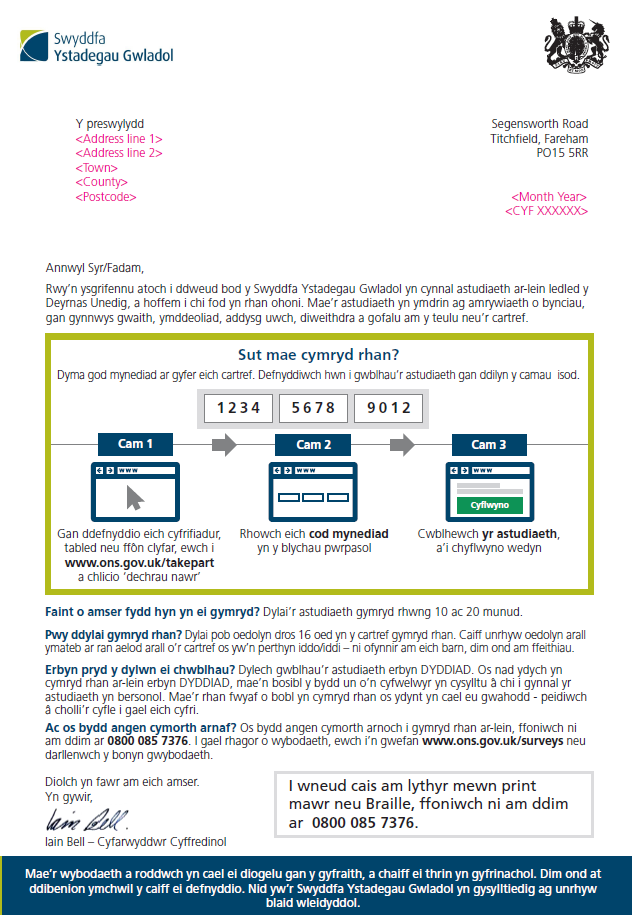 Swyddfa
Ystadegau Gwladol
Y preswylydd
<Address line 1>
<Address line 2>
<Town>
<County>
<Postcode>
Segensworth Road
Titchfield, Fareham
PO15 5RR
<Month Year>
<CYF XXXXXX>
Annwyl Syr/Fadam,
Rwy'n ysgrifennu atoch i ddweud bod y Swyddfa Ystadegau Gwladol yn cynnal astudiaeth ar-lein ledled y
Deyrnas Unedig, a hoffem i chi fod yn rhan ohoni. Mae'r astudiaeth yn ymdrin ag amrywiaeth o bynciau,
gan gynnwys gwaith, ymddeoliad, addysg uwch, diweithdra a gofalu am y teulu neu'r cartref.
Sut mae cymryd rhan?
Dyma god mynediad ar gyfer eich cartref. Defnyddiwch hwn i gwblhau'r astudiaeth gan ddilyn y camau isod.
1 2 3 4 5 6 7 8 9 0 1 2
Cam 1 Cam 2 Cam 3
www www www
Cyflwyno
Gan ddefnyddio eich cyfrifiadur,
tabled neu ffôn clyfar, ewch i
www.ons.gov.uk/takepart
a chlicio 'dechrau nawr'
Rhowch eich cod mynediad
yn y blychau pwrpasol
Cwblhewch yr astudiaeth,
a'i chyflwyno wedyn
Faint o amser fydd hyn yn ei gymryd? Dylai'r astudiaeth gymryd rhwng 10 ac 20 munud.
Pwy ddylai gymryd rhan? Dylai pob oedolyn dros 16 oed yn y cartref gymryd rhan. Caiff unrhyw oedolyn arall
ymateb ar ran aelod arall o'r cartref os yw'n perthyn iddo/iddi – ni ofynnir am eich barn, dim ond am ffeithiau.
Erbyn pryd y dylwn ei chwblhau? Dylech gwblhau'r astudiaeth erbyn DYDDIAD. Os nad ydych yn
cymryd rhan ar-lein erbyn DYDDIAD, mae'n bosibl y bydd un o'n cyfwelwyr yn cysylltu â chi i gynnal yr
astudiaeth yn bersonol. Mae'r rhan fwyaf o bobl yn cymryd rhan os ydynt yn cael eu gwahodd - peidiwch
â cholli'r cyfle i gael eich cyfri.
Ac os bydd angen cymorth arnaf? Os bydd angen cymorth arnoch i gymryd rhan ar-lein, ffoniwch ni
am ddim ar 0800 085 7376. I gael rhagor o wybodaeth, ewch i'n gwefan www.ons.gov.uk/surveys neu
darllenwch y bonyn gwybodaeth.
Diolch yn fawr am eich amser.
Yn gywir,
Iain Bell.
Iain Bell – Cyfarwyddwr Cyffredinol
I wneud cais am lythyr mewn print
mawr neu Braille, ffoniwch ni am ddim
ar 0800 085 7376.
Mae'r wybodaeth a roddwch yn cael ei diogelu gan y gyfraith, a chaiff ei thrin yn gyfrinachol. Dim ond at
ddibenion ymchwil y caiff ei defnyddio. Nid yw'r Swyddfa Ystadegau Gwladol yn gysylltiedig ag unrhyw
blaid wleidyddol.